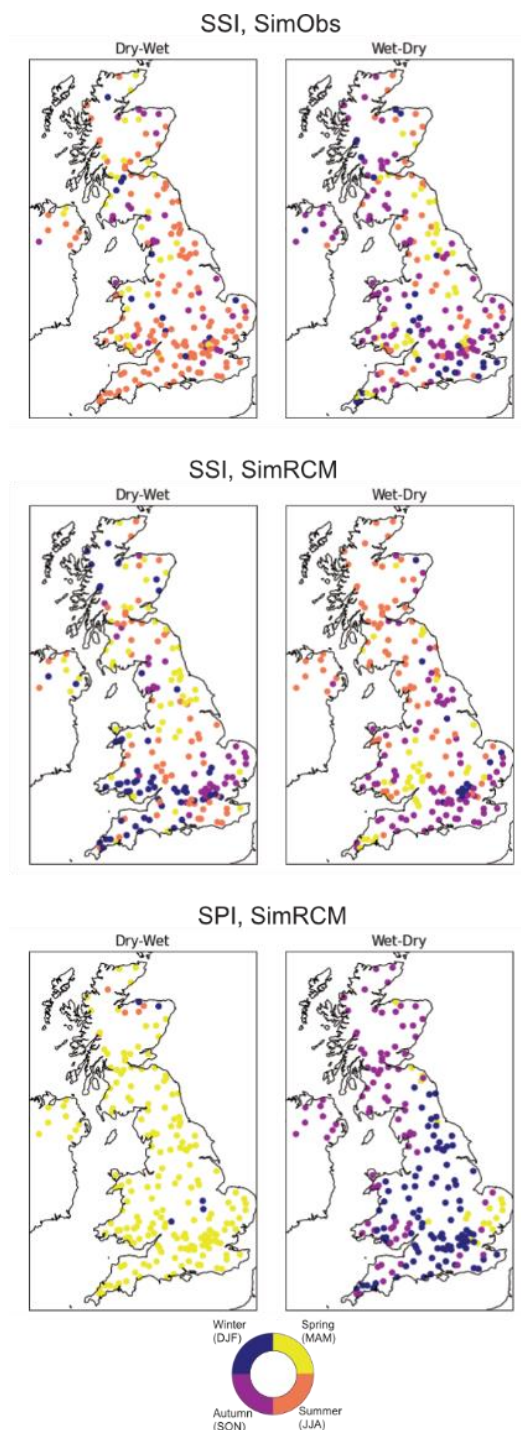 SSI, SimObs
Dry-Wet
Wet-Dry
SSI, SimRCM
Dry-Wet
Wet-Dry
SPI, SimRCM
Dry-Wet
Wet-Dry
Winter
(DJF)
Spring
(MAM)
Autumn
(SON)
Summer
(JJA)